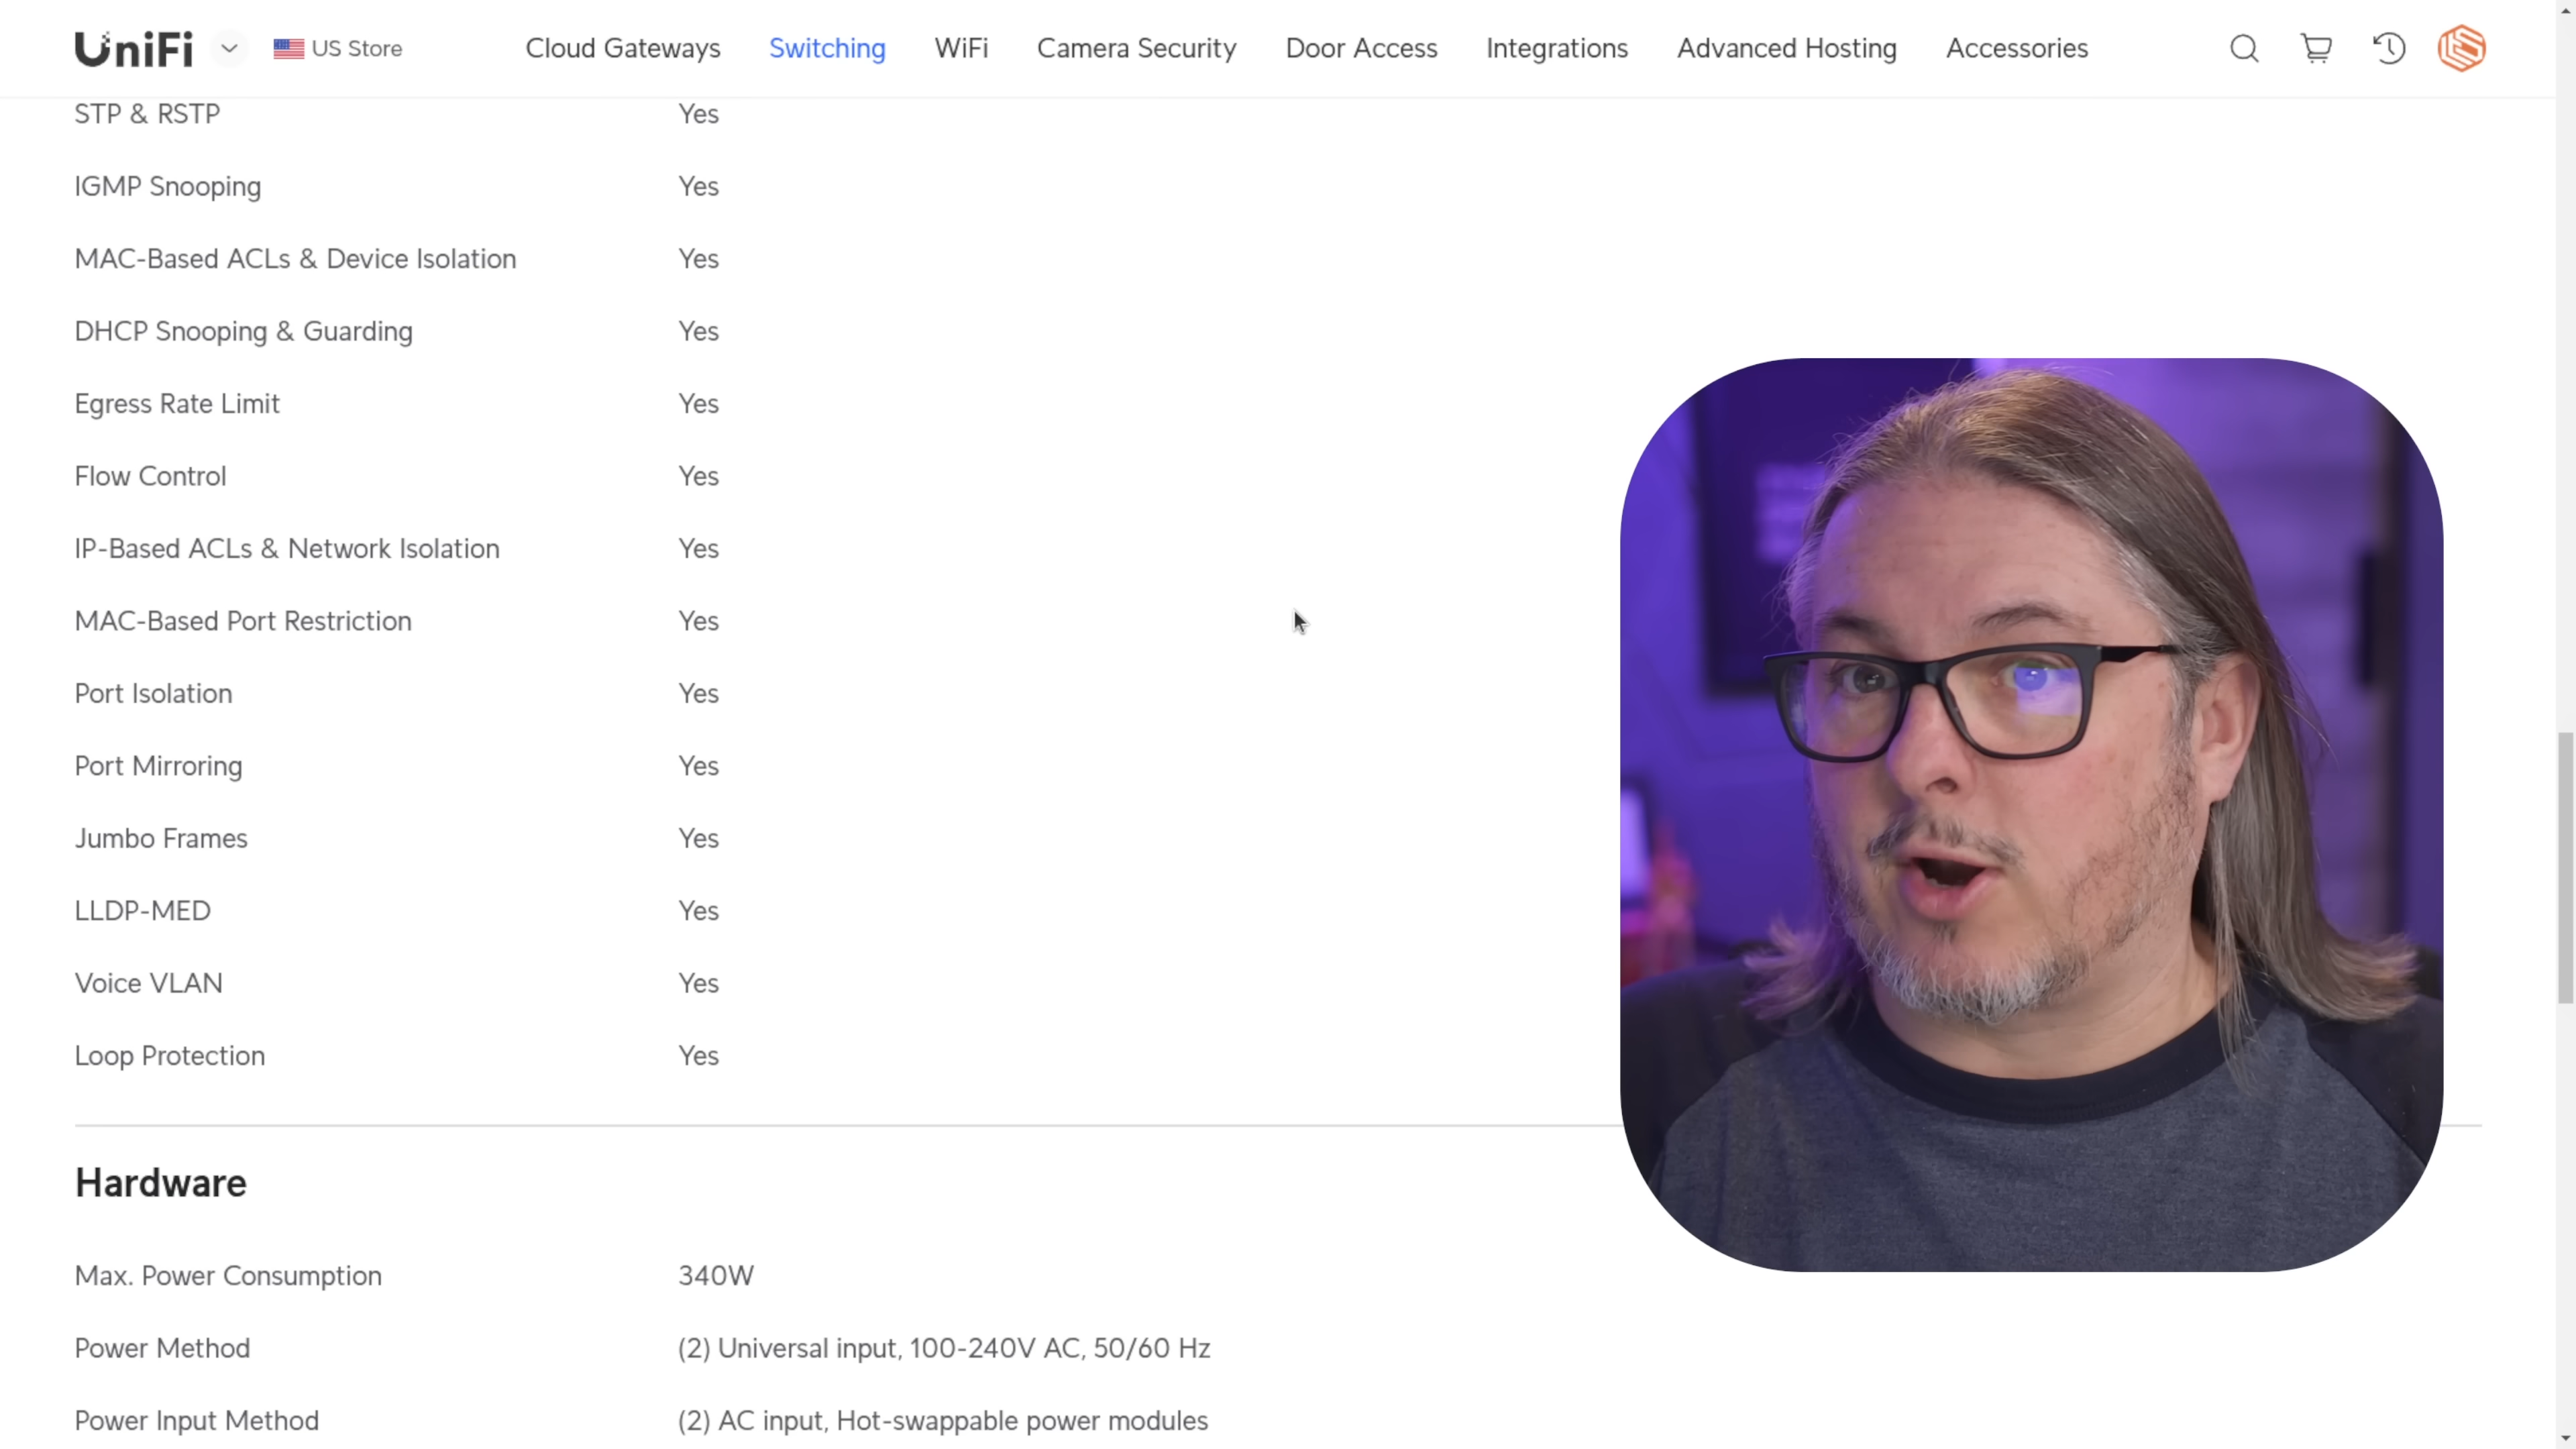 UniFi US Store Cloud Gateways Switching WiFi Camera Security Door Access Integrations Advanced Hosting Accessories
STP & RSTP Yes
IGMP Snooping Yes
MAC-Based ACLs & Device Isolation Yes
DHCP Snooping & Guarding Yes
Egress Rate Limit Yes
Flow Control Yes
IP-Based ACLs & Network Isolation Yes
MAC-Based Port Restriction Yes
Port Isolation Yes
Port Mirroring Yes
Jumbo Frames Yes
LLDP-MED Yes
Voice VLAN Yes
Loop Protection Yes
Hardware
Max. Power Consumption 340W
Power Method (2) Universal input, 100-240V AC, 50/60 Hz
Power Input Method (2) AC input, Hot-swappable power modules